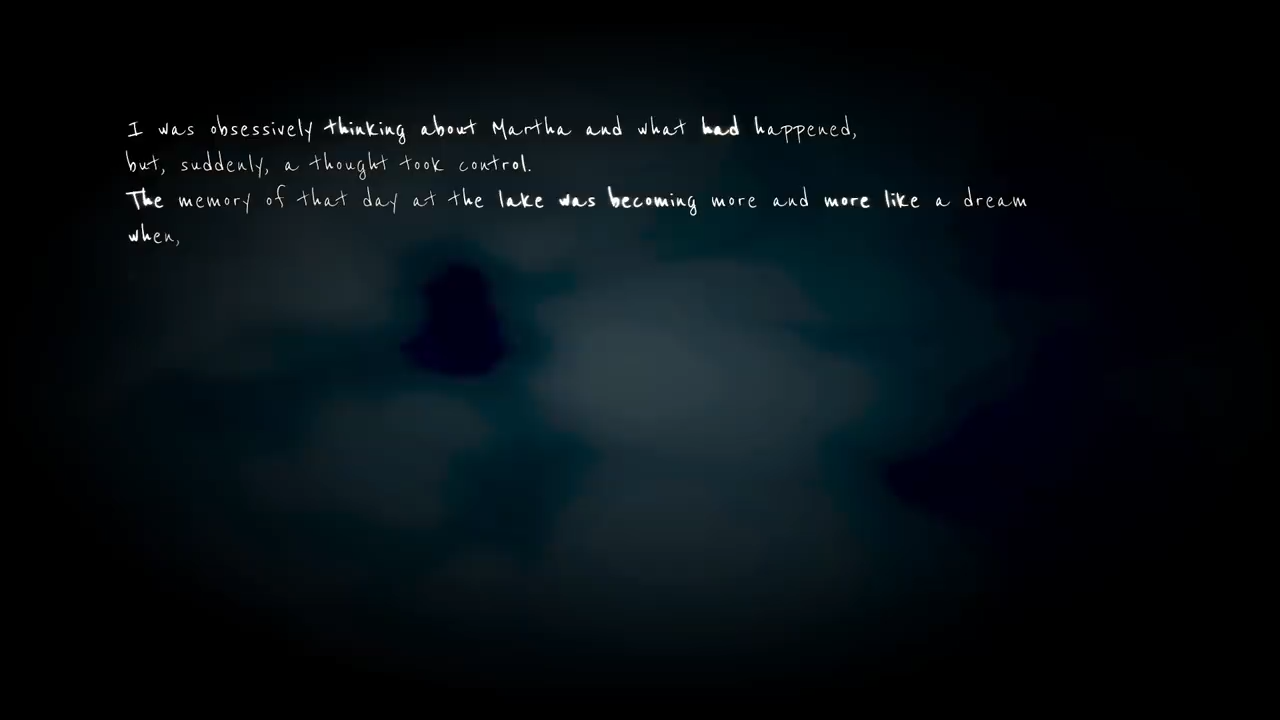 I was obsessively thinking about Martha and what had happened,
but, suddenly, a thought took control.
The memory of that day at the lake was becoming more and more like a dream
when,